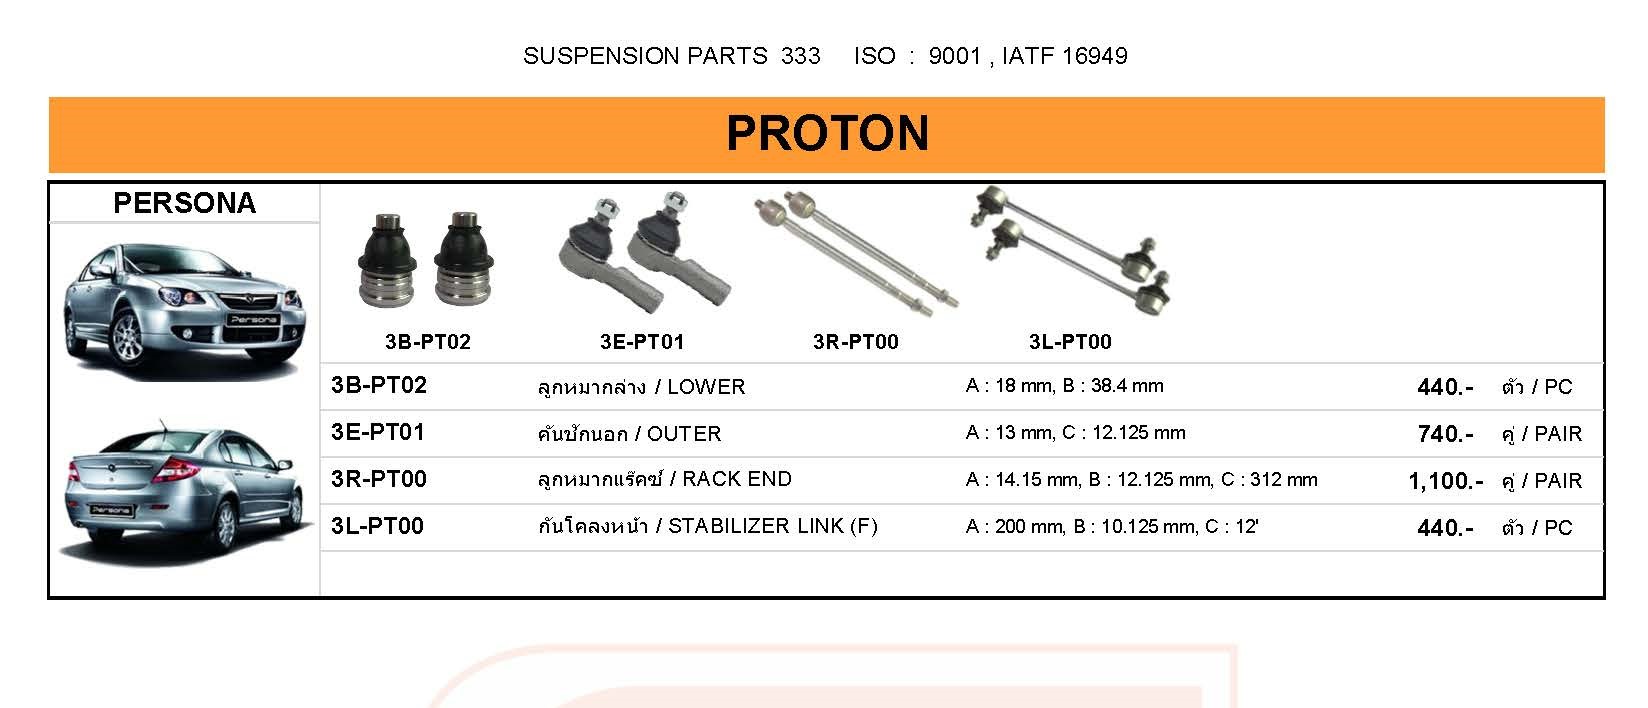 SUSPENSION PARTS 333 ISO : 9001 , IATF 16949
PROTON
PERSONA
Persona
Persona
3B-PT02 3E-PT01 3R-PT00 3L-PT00
3B-PT02 ลูกหมากล่าง / LOWER A : 18 mm, B : 38.4 mm 440.- ตัว / PC
3E-PT01 คันชักนอก / OUTER A : 13 mm, C : 12.125 mm 740.- คู่ / PAIR
3R-PT00 ลูกหมากแร๊คซ์ / RACK END A : 14.15 mm, B : 12.125 mm, C : 312 mm 1,100.- คู่ / PAIR
3L-PT00 กันโคลงหน้า / STABILIZER LINK (F) A : 200 mm, B : 10.125 mm, C : 12' 440.- ตัว / PC